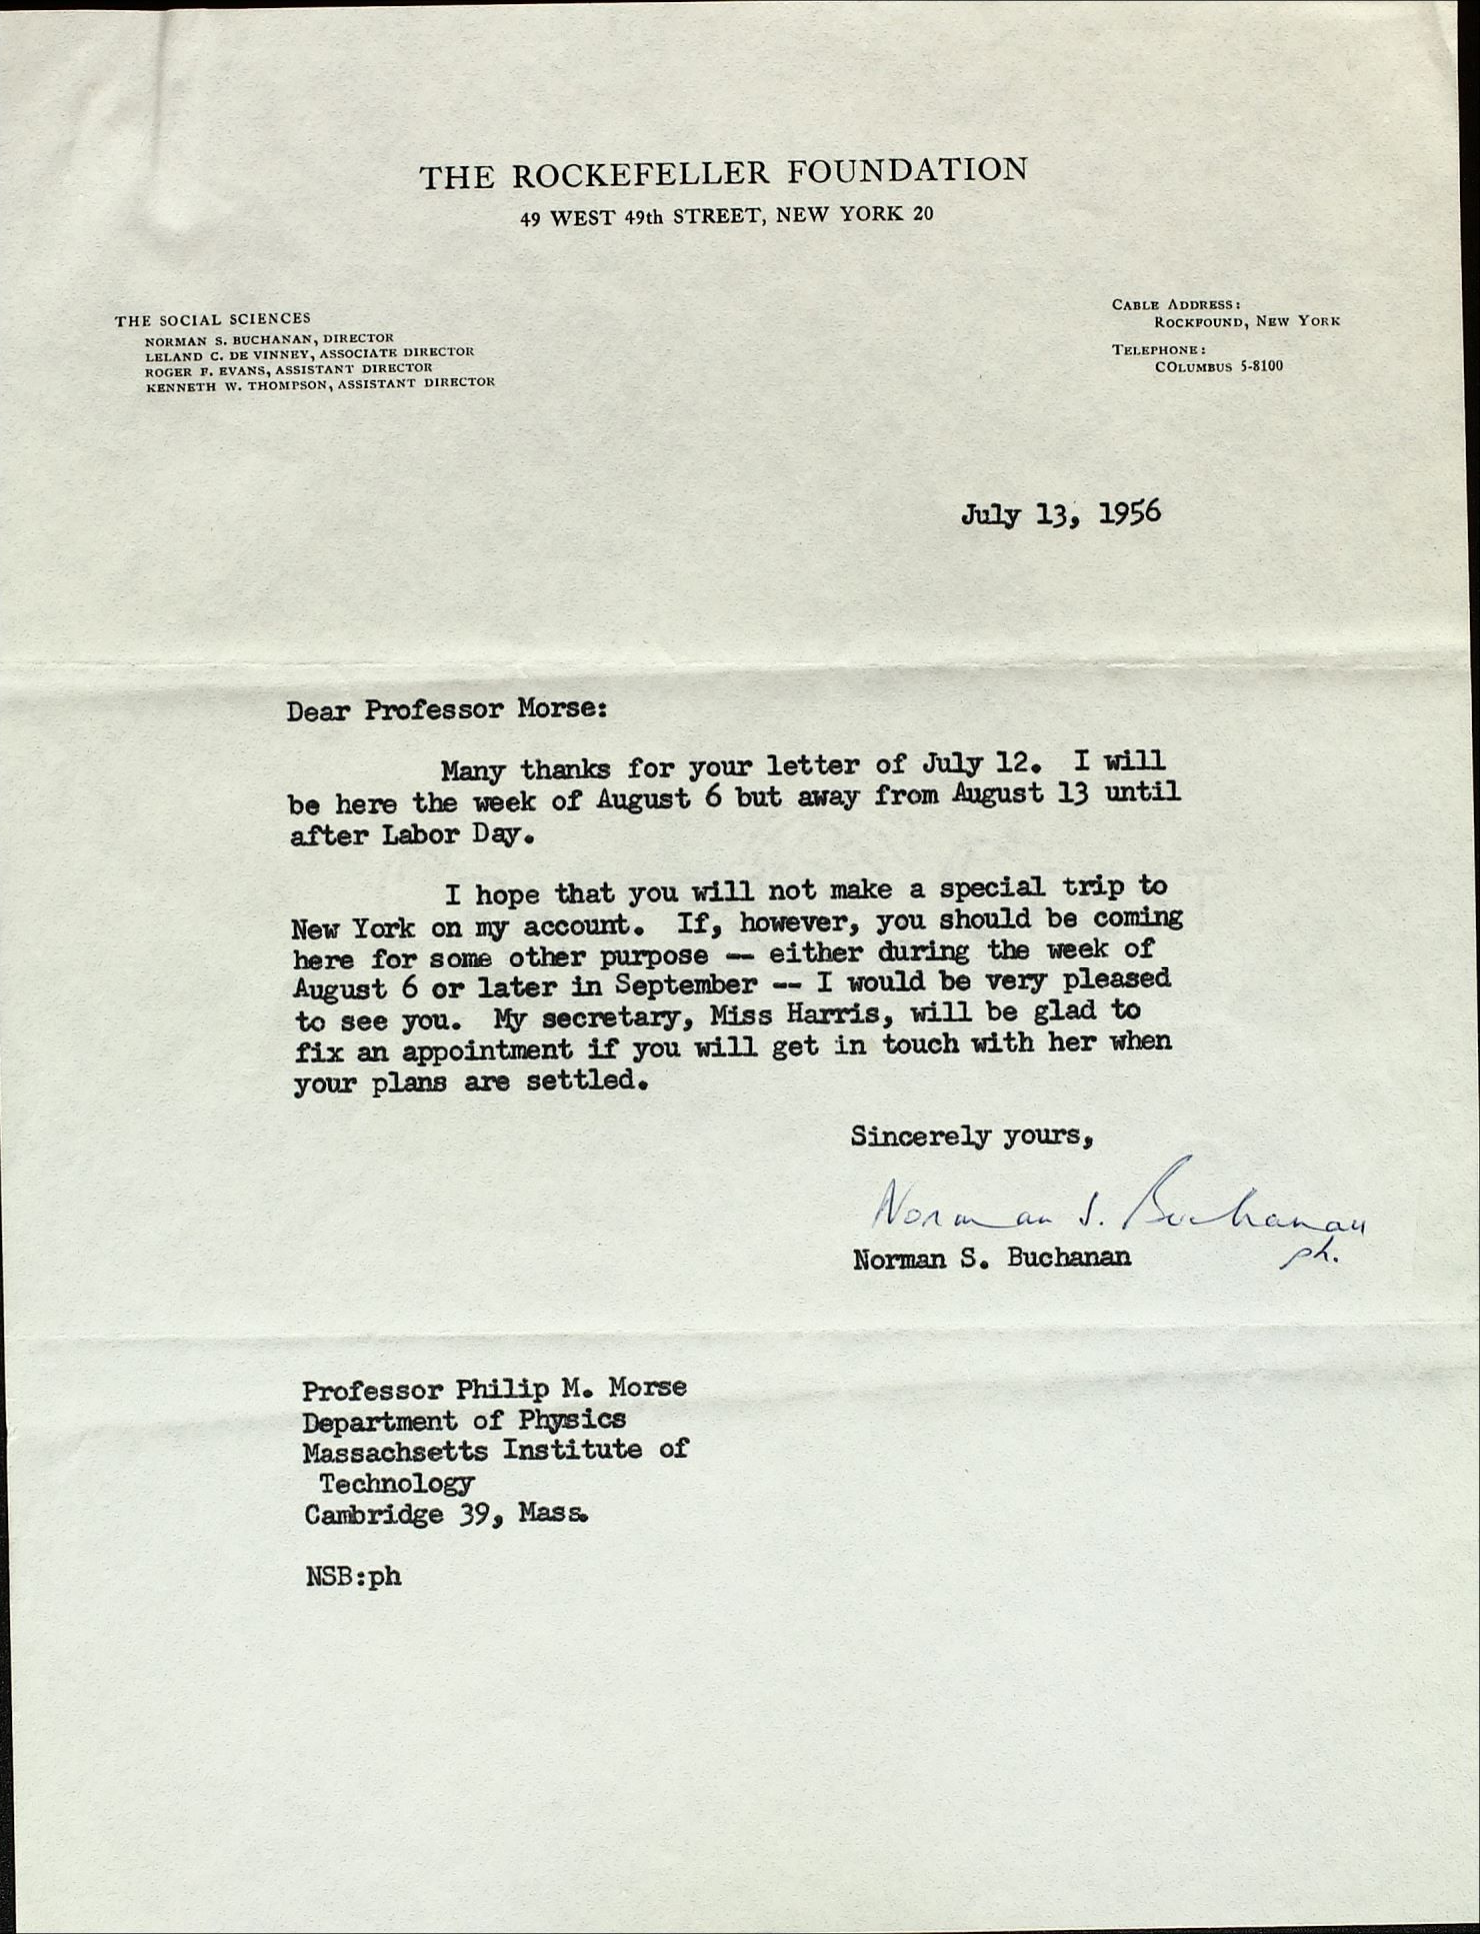 THE ROCKEFELLER FOUNDATION
49 WEST 49th STREET, NEW YORK 20
THE SOCIAL SCIENCES
NORMAN S. BUCHANAN, DIRECTOR
LELAND C. DE VINNEY, ASSOCIATE DIRECTOR
ROGER F. EVANS, ASSISTANT DIRECTOR
KENNETH W. THOMPSON, ASSISTANT DIRECTOR
CABLE ADDRESS:
ROCKFOUND, NEW YORK
TELEPHONE:
COLUMBUS 5-8100
July 13, 1956
Dear Professor Morse:
Many thanks for your letter of July 12. I will
be here the week of August 6 but away from August 13 until
after Labor Day.
I hope that you will not make a special trip to
New York on my account. If, however, you should be coming
here for some other purpose -- either during the week of
August 6 or later in September -- I would be very pleased
to see you. My secretary, Miss Harris, will be glad to
fix an appointment if you will get in touch with her when
your plans are settled.
Sincerely yours,
Norman S. Buchanan
ph.
Norman S. Buchanan
Professor Philip M. Morse
Department of Physics
Massachsetts Institute of
Technology
Cambridge 39, Mass.
NSB:ph